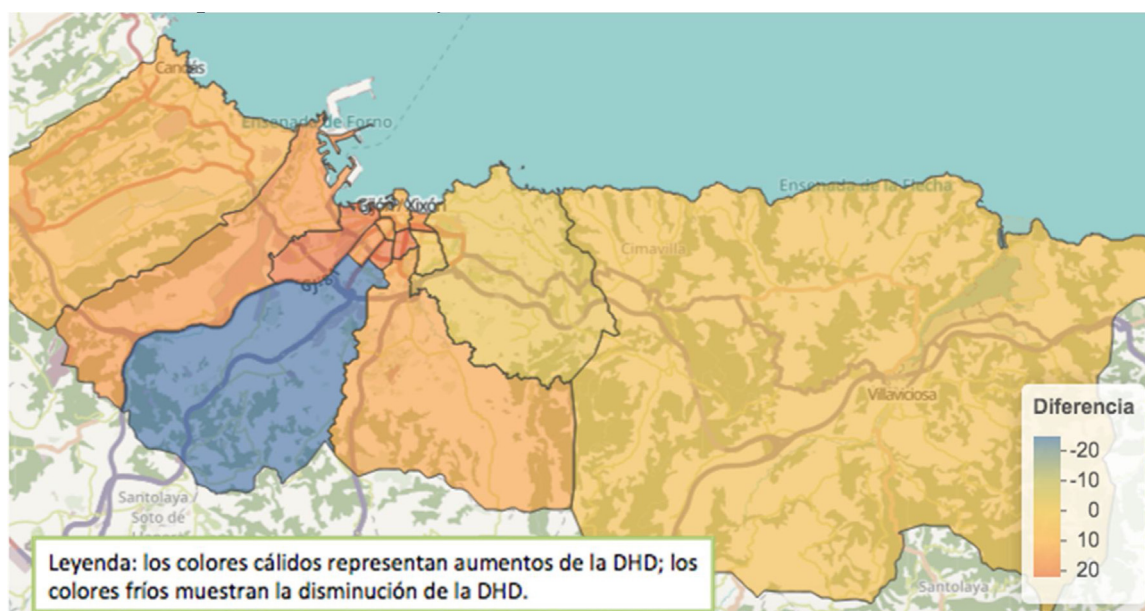 Candás
Ensenada de Forno
Gijón / Xixón
Ensenada de la Flecha
Cimavilla
Villaviciosa
Santolaya /
Soto de
Santolaya
Diferencia
-20
-10
0
10
20
Leyenda: los colores cálidos representan aumentos de la DHD; los
colores fríos muestran la disminución de la DHD.